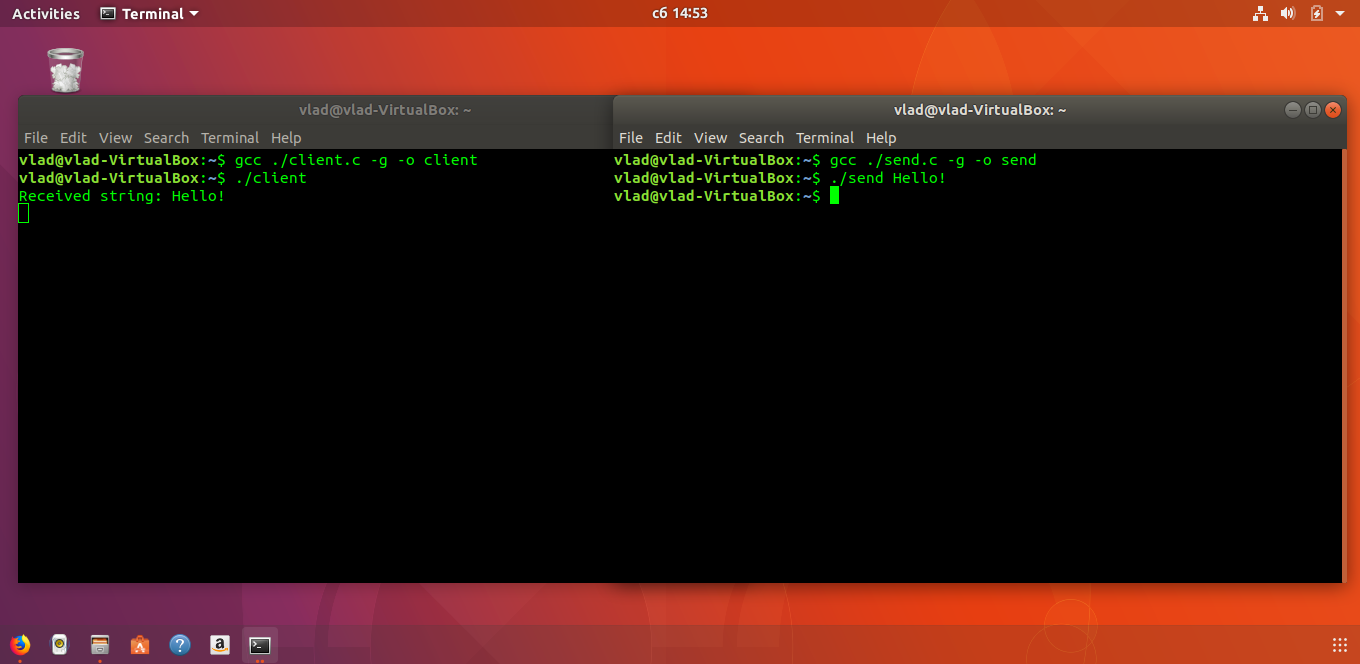 Activities Terminal сб 14:53
vlad@vlad-VirtualBox: ~
File Edit View Search Terminal Help
vlad@vlad-VirtualBox:~$ gcc ./client.c -g -o client
vlad@vlad-VirtualBox:~$ ./client
Received string: Hello!
vlad@vlad-VirtualBox: ~
File Edit View Search Terminal Help
vlad@vlad-VirtualBox:~$ gcc ./send.c -g -o send
vlad@vlad-VirtualBox:~$ ./send Hello!
vlad@vlad-VirtualBox:~$